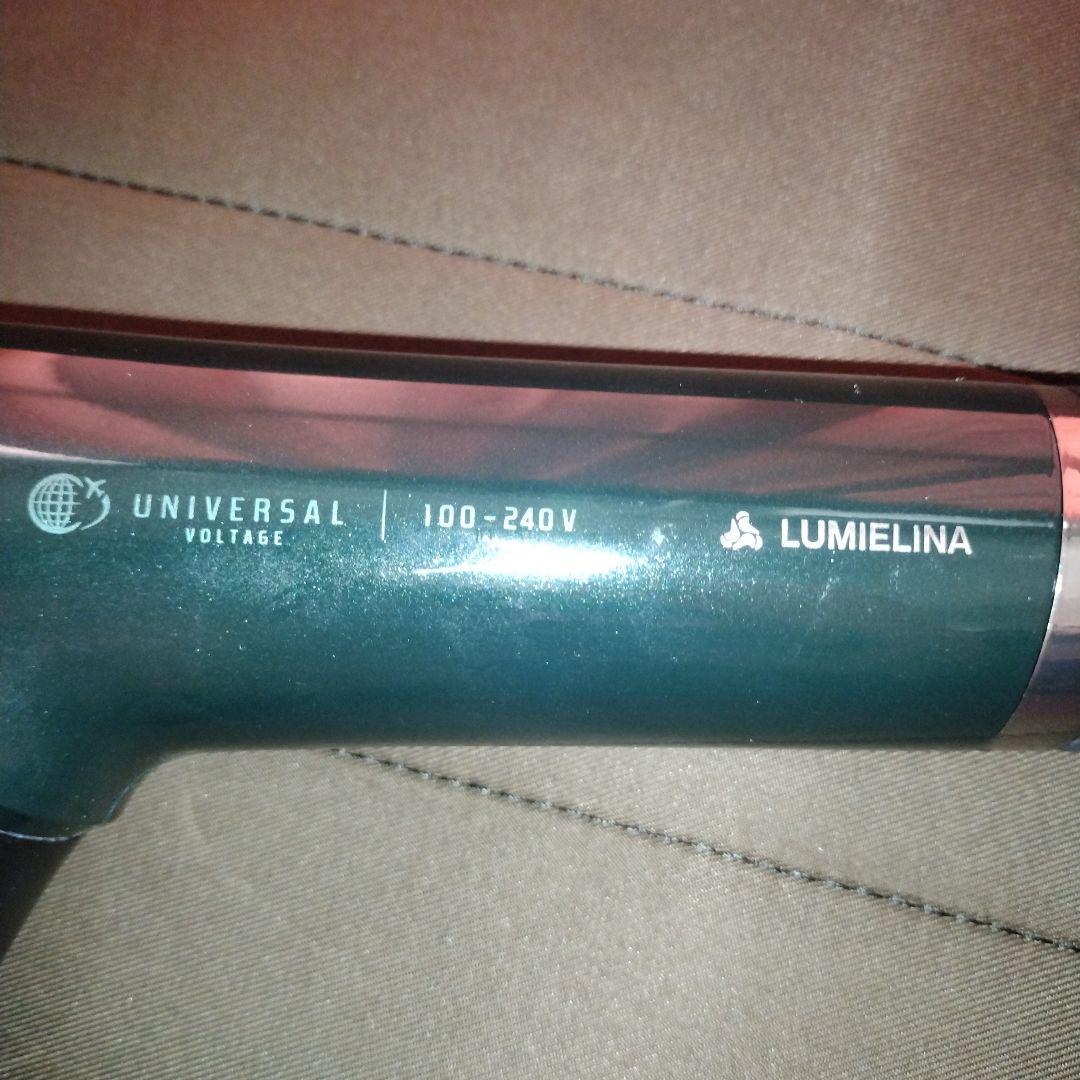 UNIVERSAL
VOLTAGE
100-240V
LUMIELINA